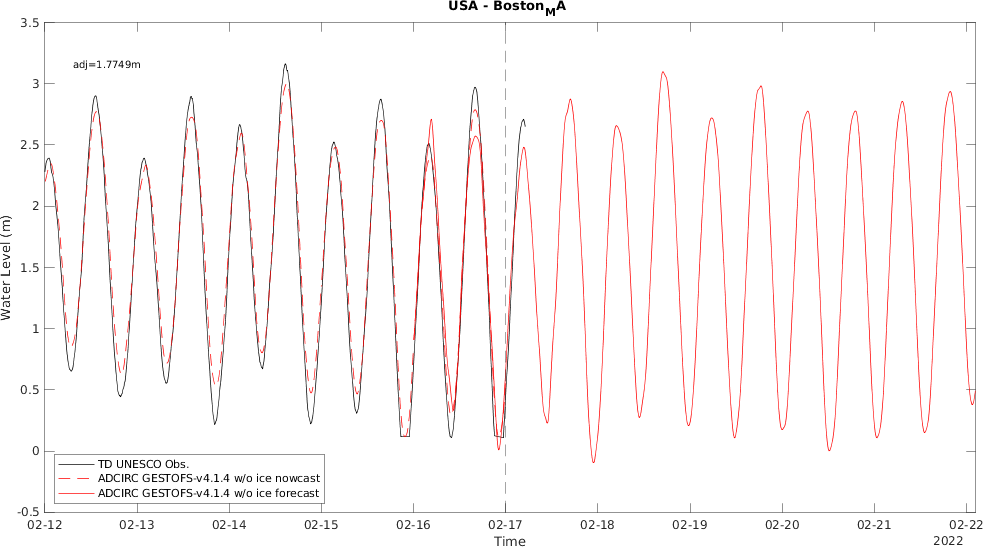 USA - Boston_MA
3.5
adj=1.7749m
3
2.5
2
1.5
1
0.5
0
-0.5
Water Level (m)
TD UNESCO Obs.
ADCIRC GESTOFS-v4.1.4 w/o ice nowcast
ADCIRC GESTOFS-v4.1.4 w/o ice forecast
02-12 02-13 02-14 02-15 02-16 02-17 02-18 02-19 02-20 02-21 02-22
Time
2022